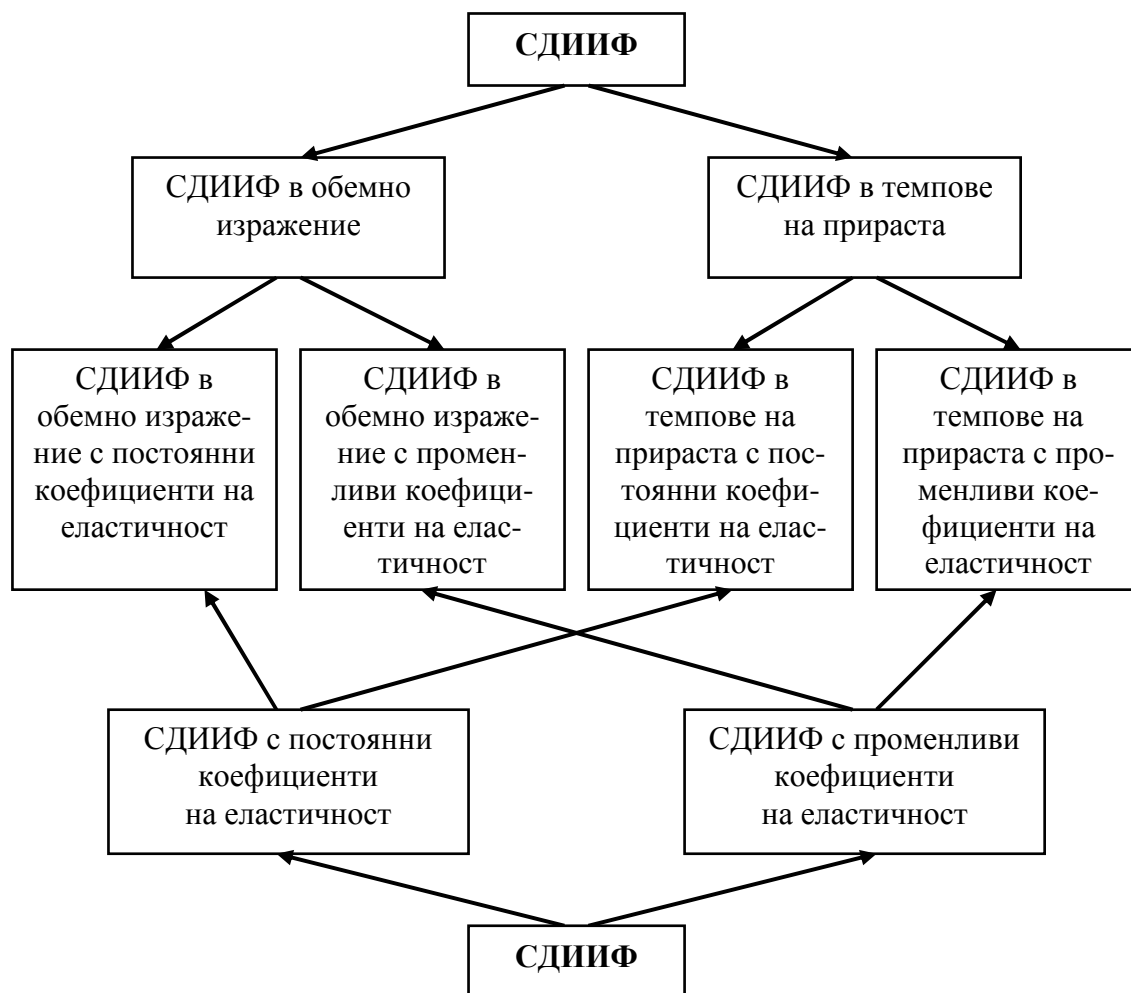 СДИИФ
СДИИФ в обемно
изражение
СДИИФ в темпове
на прираста
СДИИФ в
обемно израже-
ние с постоянни
коефициенти на
еластичност
СДИИФ в
обемно израже-
ние с промен-
ливи коефици-
енти на елас-
тичност
СДИИФ в
темпове на
прираста с пос-
тоянни коефи-
циенти на елас-
тичност
СДИИФ в
темпове на
прираста с про-
менливи кое-
фициенти на
еластичност
СДИИФ с постоянни
коефициенти
на еластичност
СДИИФ с променливи
коефициенти
на еластичност
СДИИФ